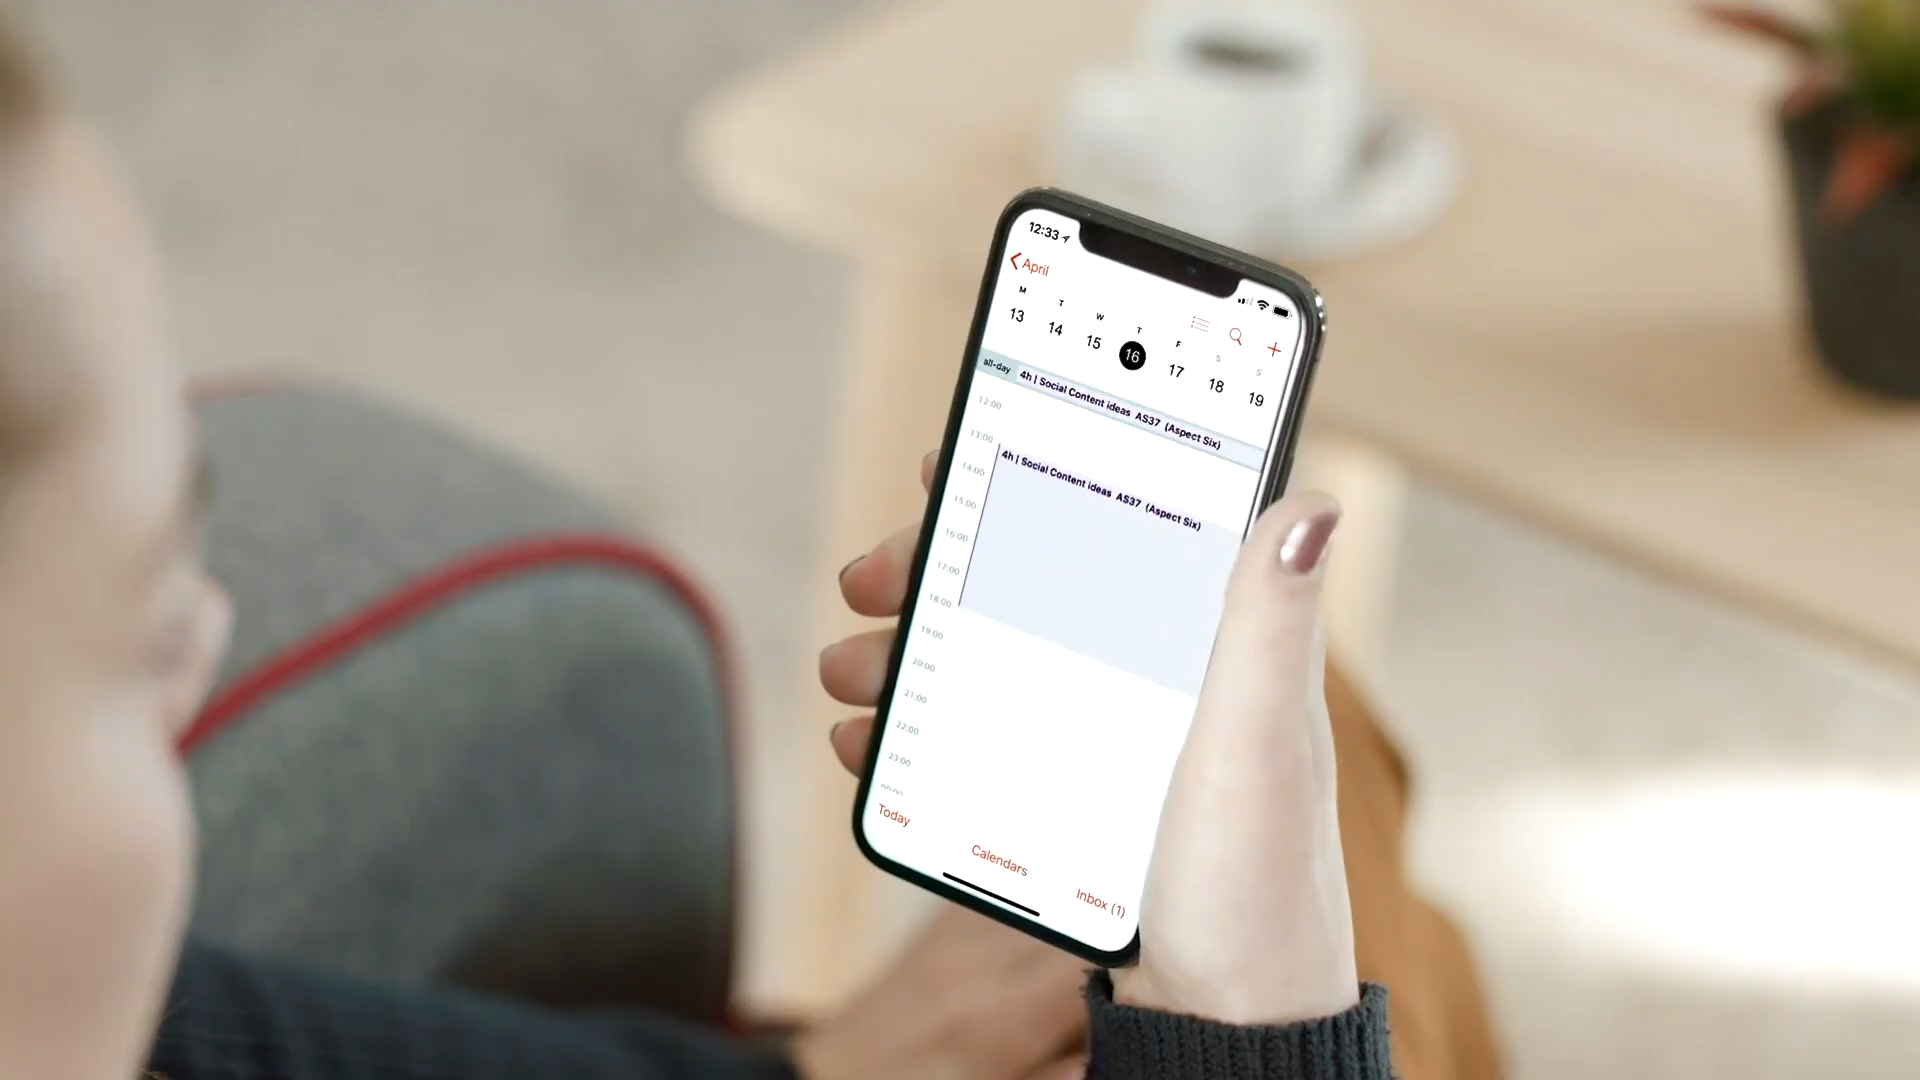 12:33
April
M T W T F S S
13 14 15 16 17 18 19
all-day 4h | Social Content ideas AS37 (Aspect Six)
12:00
13:00
4h | Social Content ideas AS37 (Aspect Six)
14:00
15:00
16:00
17:00
18:00
19:00
20:00
21:00
22:00
23:00
Today
Calendars
Inbox (1)